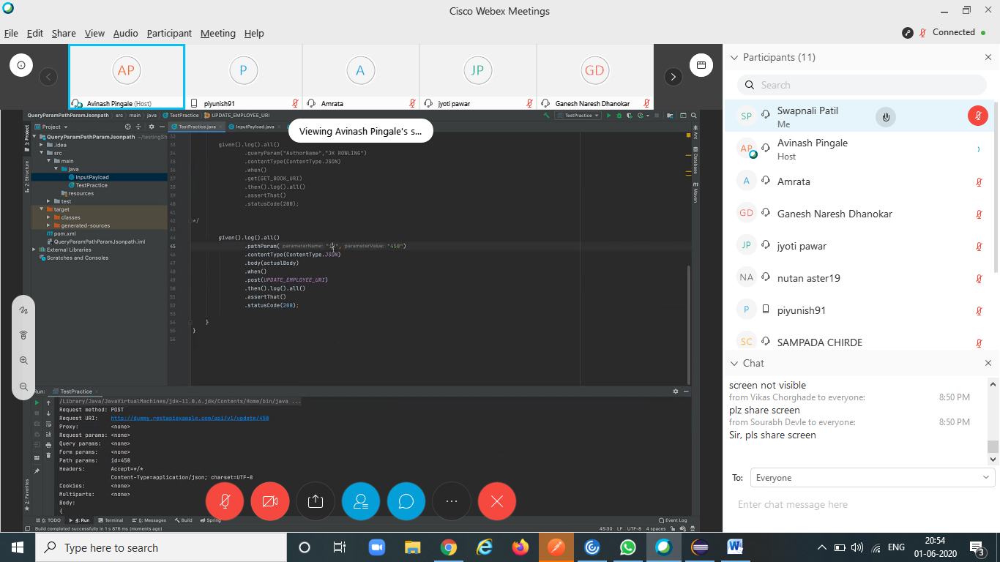 Cisco Webex Meetings
File Edit Share View Audio Participant Meeting Help
Connected
AP
P
A
JP
GD
Avinash Pingale (Host)
piyunish91
Amrata
jyoti pawar
Ganesh Naresh Dhanokar
Viewing Avinash Pingale's s...
QueryParamPathParamJsonpath src main java TestPractice UPDATE_EMPLOYEE_URI
TestPractice
Project
TestPractice.java
InputPayload.java
1: Project
Z: Structure
2: Favorites
Ant
Database
Maven
QueryParamPathParamJsonpath ~/testingSh
.idea
src
main
java
InputPayload
TestPractice
resources
test
target
classes
generated-sources
pom.xml
QueryParamPathParamJsonpath.iml
External Libraries
Scratches and Consoles
32
33 given().log().all()
34 .queryParam("AuthorName","JK ROWLING")
35 .contentType(ContentType.JSON)
36 .when()
37 .get(GET_BOOK_URI)
38 .then().log().all()
39 .assertThat()
40 .statusCode(200);
41
42 */
43
44 given().log().all()
45 .pathParam( parameterName: "id", parameterValue: "450")
46 .contentType(ContentType.JSON)
47 .body(actualBody)
48 .when()
49 .post(UPDATE_EMPLOYEE_URI)
50 .then().log().all()
51 .assertThat()
52 .statusCode(200);
53
54 }
55 }
56
Run: TestPractice
/Library/Java/JavaVirtualMachines/jdk-11.0.6.jdk/Contents/Home/bin/java ...
Request method: POST
Request URI: http://dummy.restapiexample.com/api/v1/update/450
Proxy: <none>
Request params: <none>
Query params: <none>
Form params: <none>
Path params: id=450
Headers: Accept=*/*
Content-Type=application/json; charset=UTF-8
Cookies: <none>
Multiparts: <none>
Body:
{
6: TODO 4: Run Terminal 0: Messages Build Spring Event Log
Build completed successfully in 1 s 876 ms (moments ago)
45:30 LF UTF-8 4 spaces
Participants (11)
Search
SP Swapnali Patil
Me
AP Avinash Pingale
Host
A Amrata
GD Ganesh Naresh Dhanokar
JP jyoti pawar
NA nutan aster19
P piyunish91
SC SAMPADA CHIRDE
Chat
screen not visible
from Vikas Chorghade to everyone: 8:50 PM
plz share screen
from Sourabh Devle to everyone: 8:50 PM
Sir, pls share screen
To: Everyone
Enter chat message here
Type here to search
ENG
20:54
01-06-2020
3